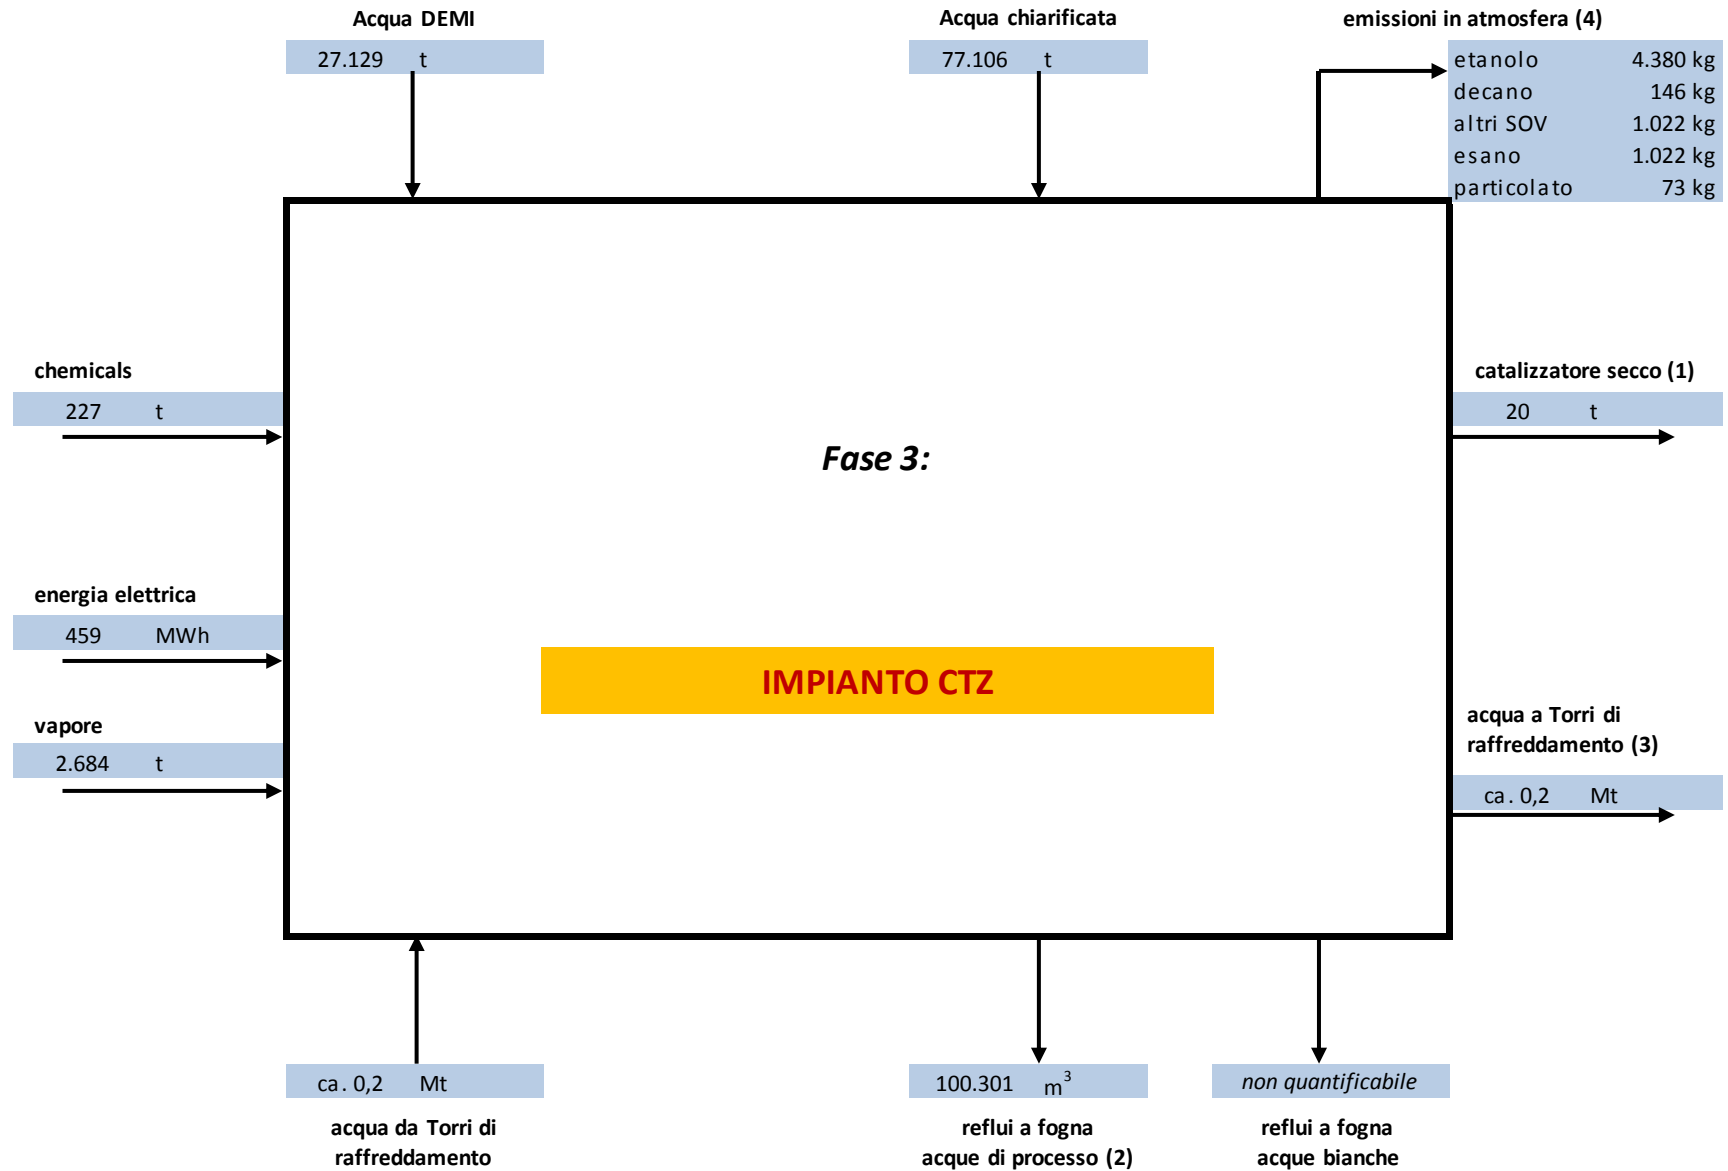 Acqua DEMI
27.129 t
Acqua chiarificata
77.106 t
emissioni in atmosfera (4)
etanolo 4.380 kg
decano 146 kg
altri SOV 1.022 kg
esano 1.022 kg
particolato 73 kg
chemicals
227 t
catalizzatore secco (1)
20 t
Fase 3:
energia elettrica
459 MWh
IMPIANTO CTZ
vapore
2.684 t
acqua a Torri di
raffreddamento (3)
ca. 0,2 Mt
ca. 0,2 Mt
acqua da Torri di
raffreddamento
100.301 m³
reflui a fogna
acque di processo (2)
non quantificabile
reflui a fogna
acque bianche